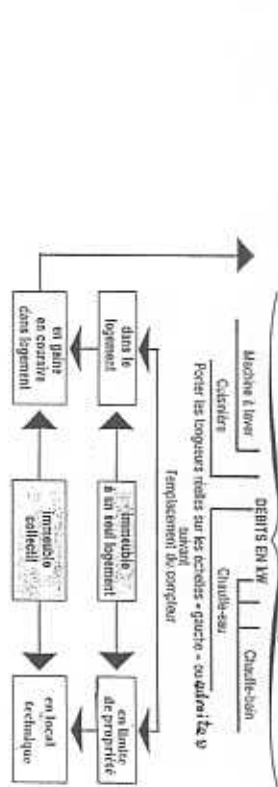 DEBITS EN kW
Machine à laver
Cuisinière
Chauffe-eau
Chauffe-bain
Porter les longueurs réelles sur les échelles « gauche » ou « droite »
suivant
l'emplacement du compteur
dans le
logement
immeuble
à un seul logement
en limite
de propriété
en gaine
en coursive
dans logement
immeuble
collectif
en local
technique